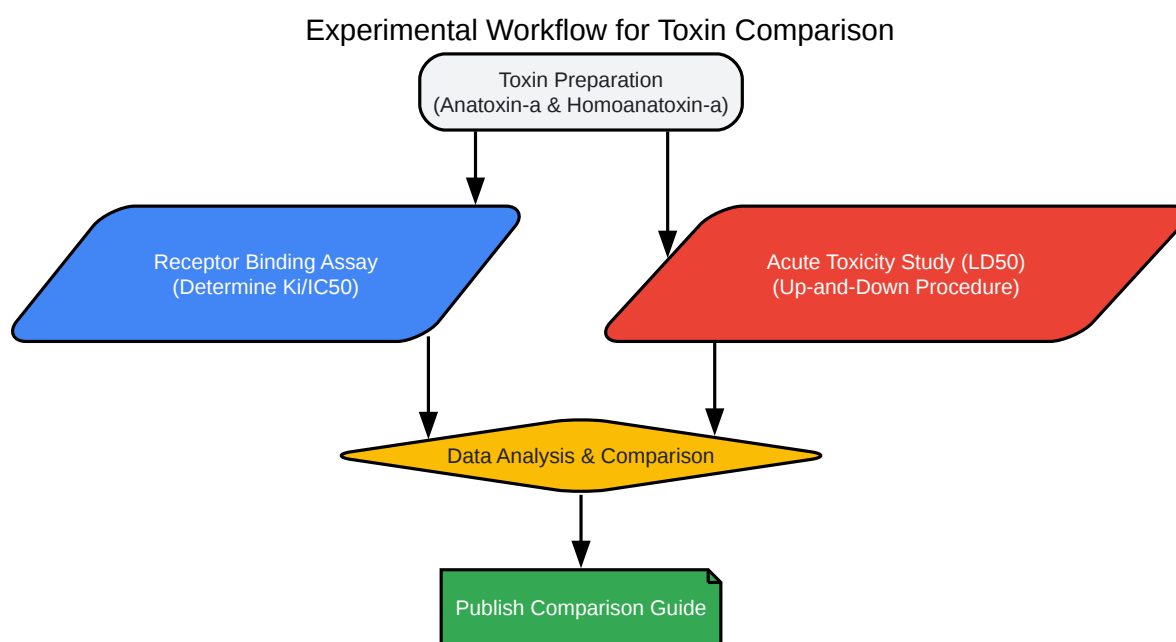 Experimental Workflow for Toxin Comparison
Toxin Preparation
(Anatoxin-a & Homoanatoxin-a)
Receptor Binding Assay
(Determine Ki/IC50)
Acute Toxicity Study (LD50)
(Up-and-Down Procedure)
Data Analysis & Comparison
Publish Comparison Guide